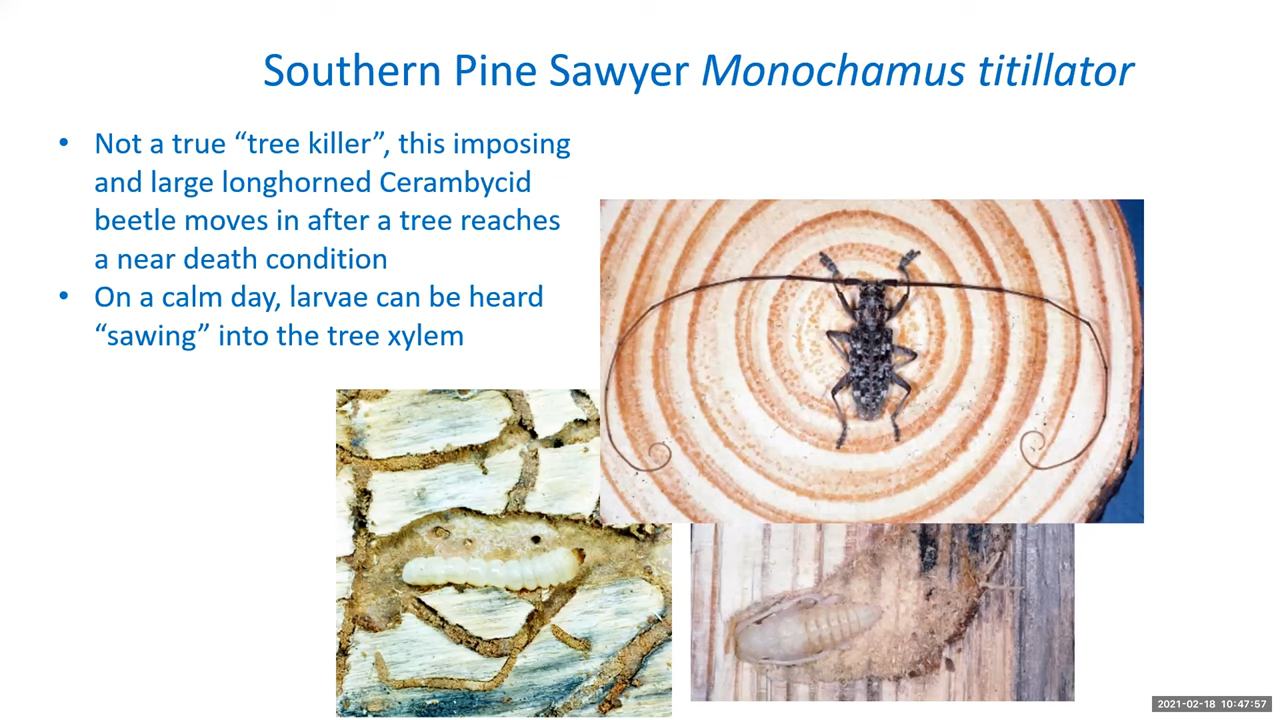 Southern Pine Sawyer Monochamus titillator
• Not a true “tree killer”, this imposing
and large longhorned Cerambycid
beetle moves in after a tree reaches
a near death condition
• On a calm day, larvae can be heard
“sawing” into the tree xylem
2021-02-18 10:47:57